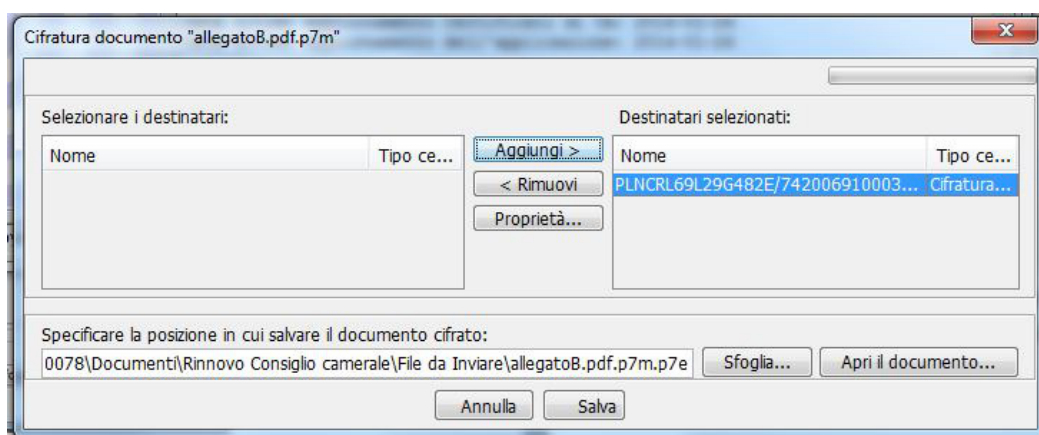 Cifratura documento "allegatoB.pdf.p7m"
Selezionare i destinatari:
Nome
Tipo ce...
Aggiungi >
< Rimuovi
Proprietà...
Destinatari selezionati:
Nome
Tipo ce...
PLNCRL69L29G482E/742006910003...
Cifratura...
Specificare la posizione in cui salvare il documento cifrato:
0078\Documenti\Rinnovo Consiglio camerale\File da Inviare\allegatoB.pdf.p7m.p7e
Sfoglia...
Apri il documento...
Annulla
Salva